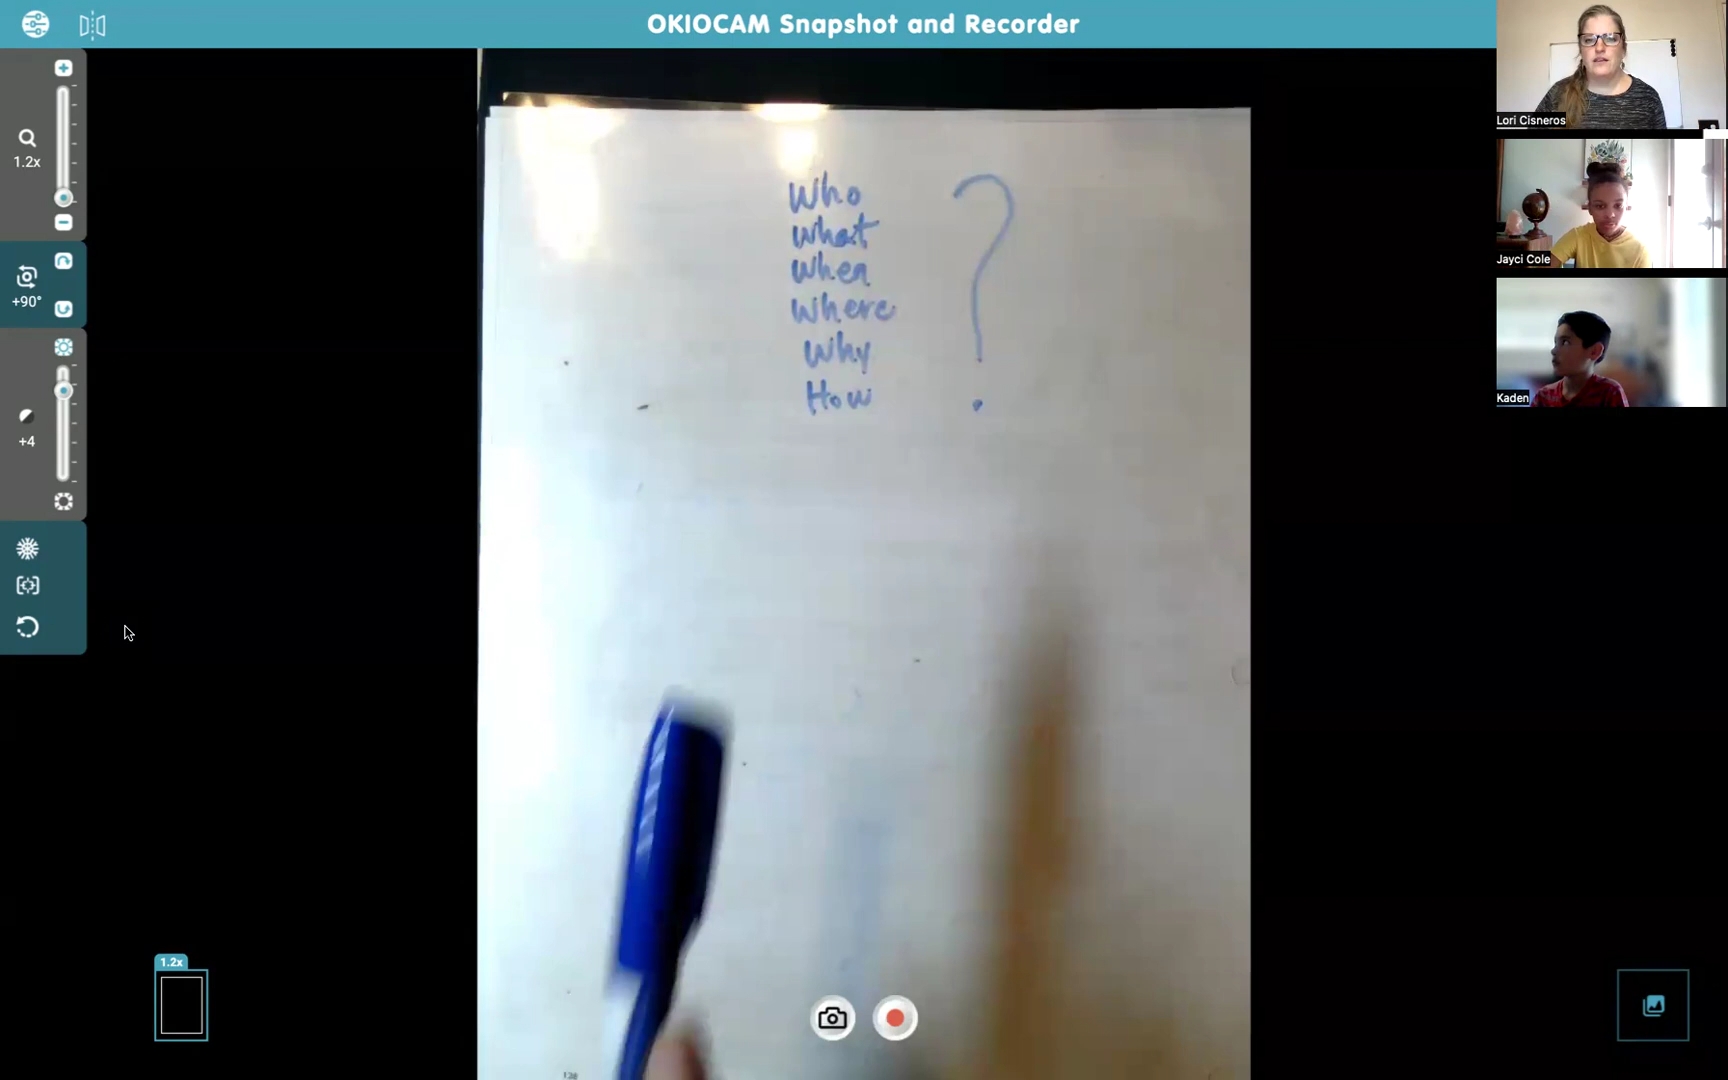 OKIOCAM Snapshot and Recorder
1.2x
+90°
+4
Who
What
When
Where
Why
How
?
Lori Cisneros
Jayci Cole
Kaden
1.2x